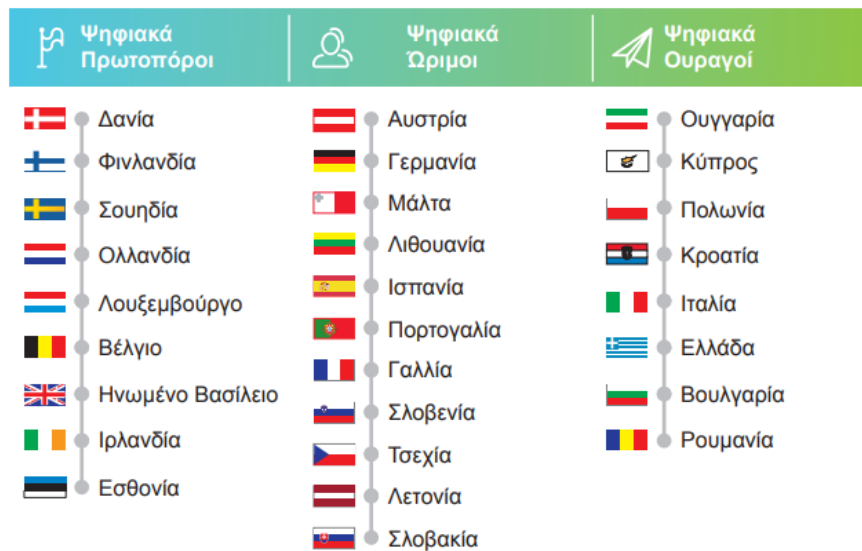 Ψηφιακά
Πρωτοπόροι
Δανία
Φινλανδία
Σουηδία
Ολλανδία
Λουξεμβούργο
Βέλγιο
Ηνωμένο Βασίλειο
Ιρλανδία
Εσθονία
Ψηφιακά
Ώριμοι
Αυστρία
Γερμανία
Μάλτα
Λιθουανία
Ισπανία
Πορτογαλία
Γαλλία
Σλοβενία
Τσεχία
Λετονία
Σλοβακία
Ψηφιακά
Ουραγοί
Ουγγαρία
Κύπρος
Πολωνία
Κροατία
Ιταλία
Ελλάδα
Βουλγαρία
Ρουμανία